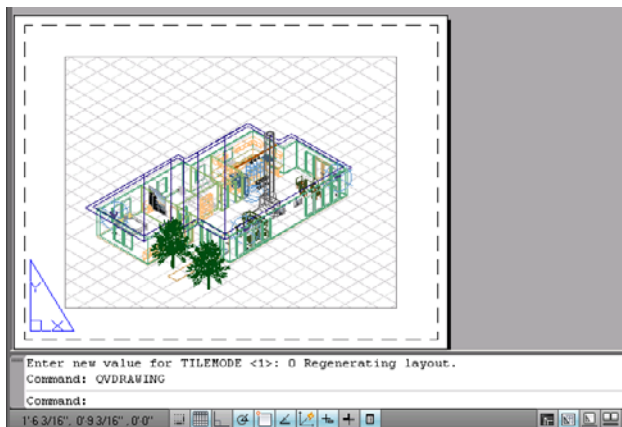 Y
X
Enter new value for TILEMODE <1>: 0 Regenerating layout.
Command: QVDRAWING
Command:
1'6 3/16", 0'9 3/16", 0'0"